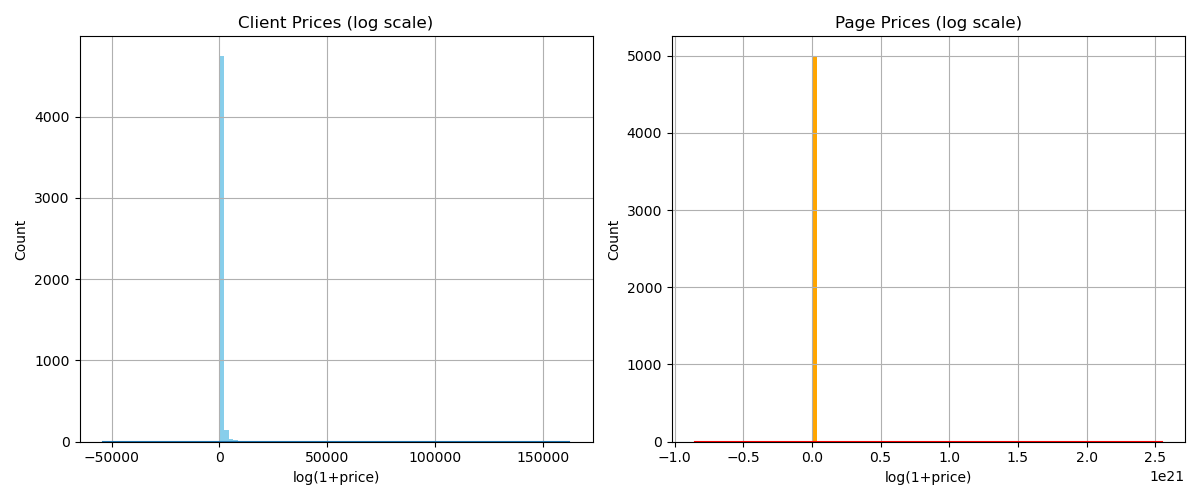 Client Prices (log scale)
Count
4000
3000
2000
1000
0
−50000 0 50000 100000 150000
log(1+price)
Page Prices (log scale)
Count
5000
4000
3000
2000
1000
0
−1.0 −0.5 0.0 0.5 1.0 1.5 2.0 2.5
1e21
log(1+price)